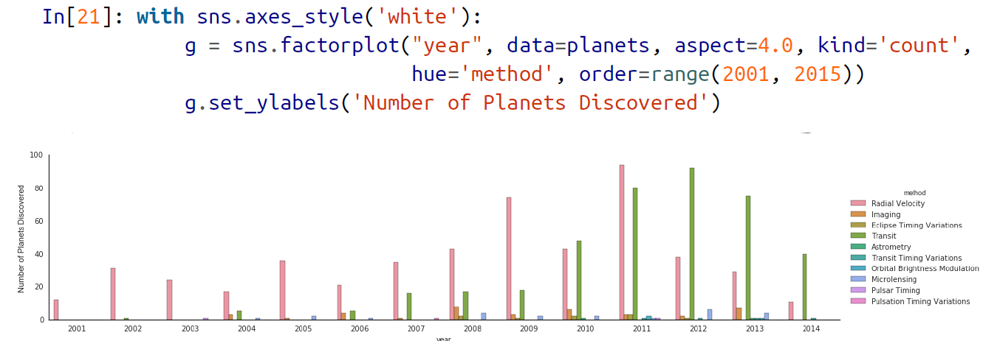 In[21]: with sns.axes_style('white'):
g = sns.factorplot("year", data=planets, aspect=4.0, kind='count',
hue='method', order=range(2001, 2015))
g.set_ylabels('Number of Planets Discovered')
100
80
60
40
20
0
Number of Planets Discovered
2001 2002 2003 2004 2005 2006 2007 2008 2009 2010 2011 2012 2013 2014
year
method
Radial Velocity
Imaging
Eclipse Timing Variations
Transit
Astrometry
Transit Timing Variations
Orbital Brightness Modulation
Microlensing
Pulsar Timing
Pulsation Timing Variations